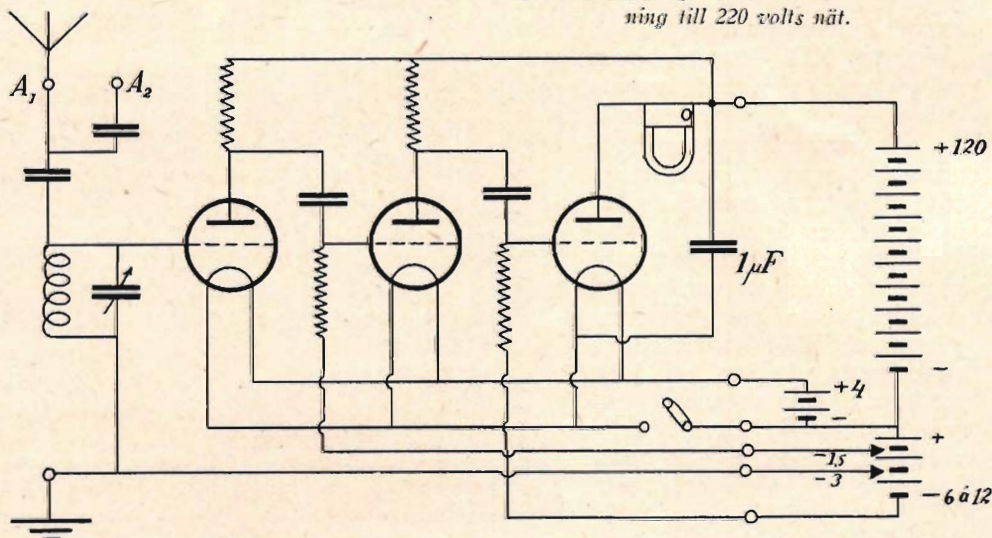 ning till 220 volts nät.
A₁
A₂
+120
1µF
-
+4
-
+
-1,5
-3
-6 à 12